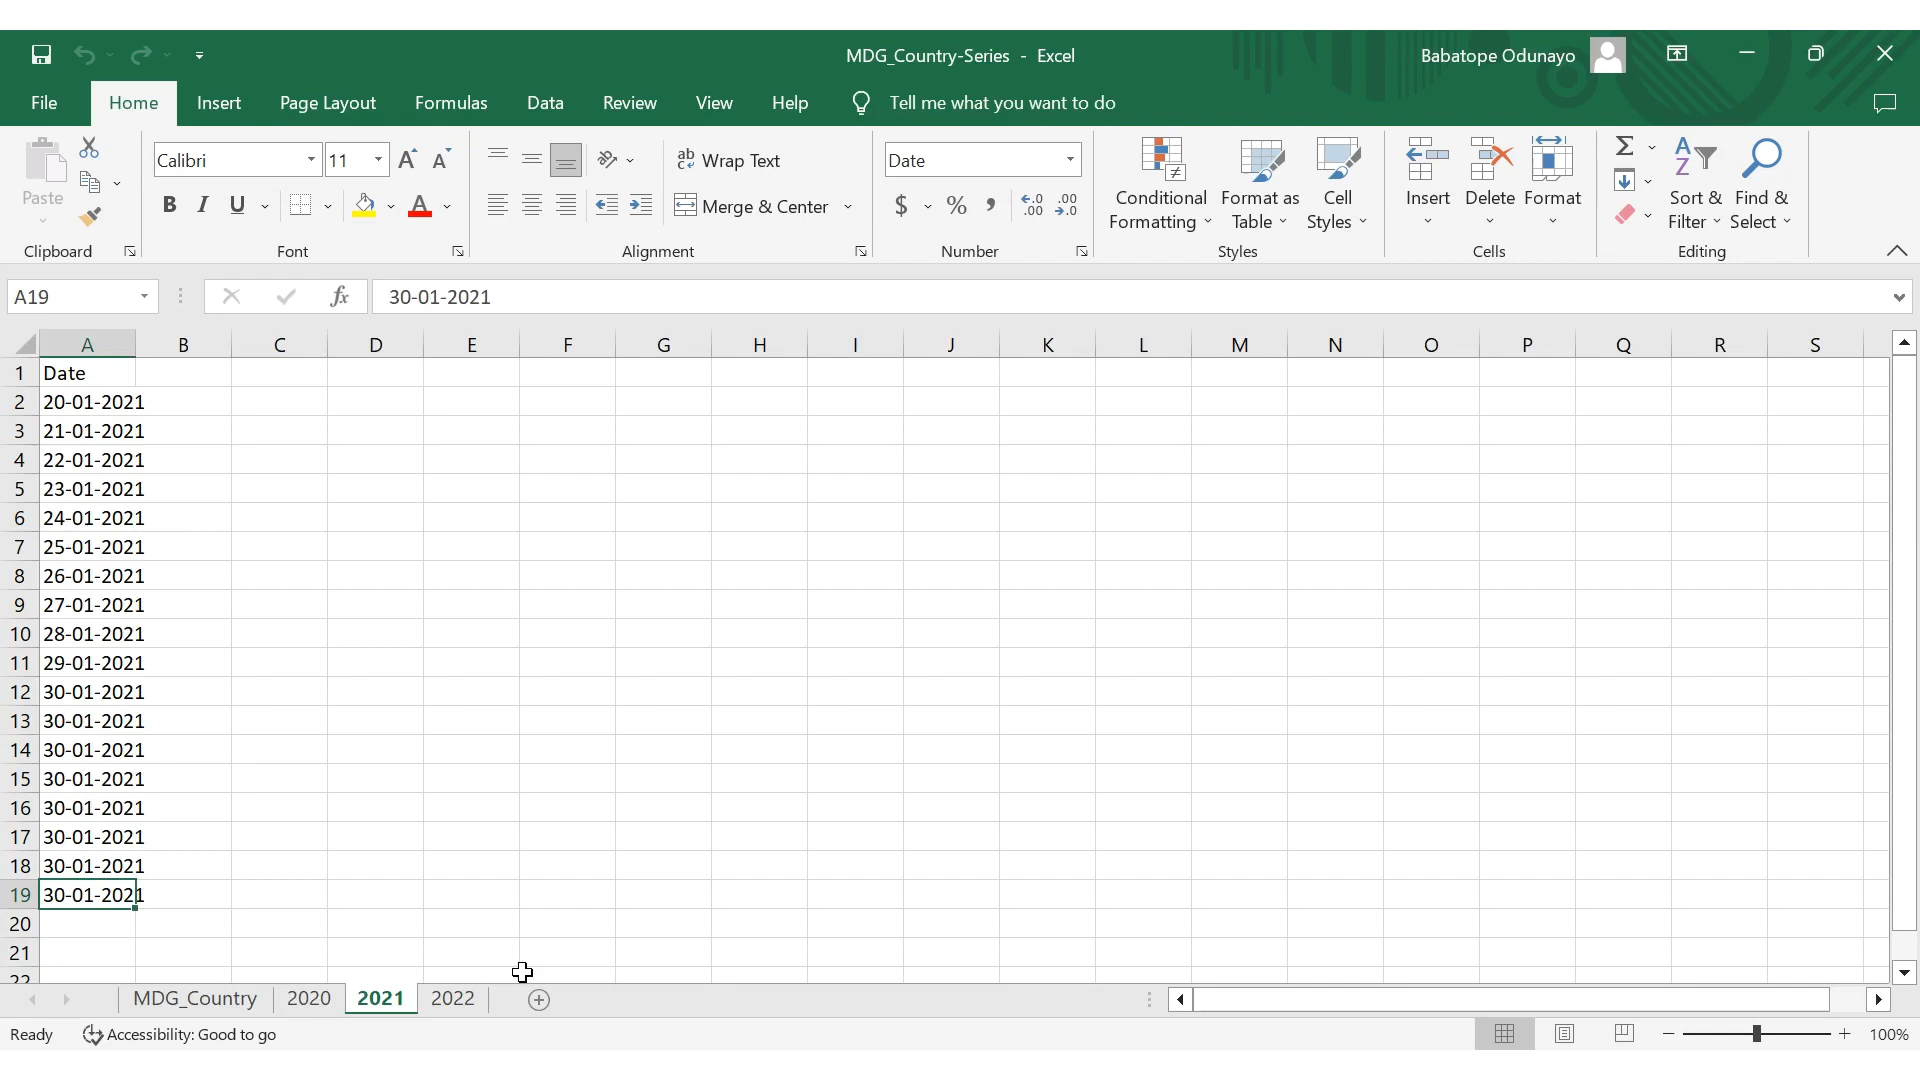 MDG_Country-Series - Excel
Babatope Odunayo
File Home Insert Page Layout Formulas Data Review View Help Tell me what you want to do
Paste
Clipboard
Calibri 11
B I U A
Font
ab Wrap Text
Merge & Center
Alignment
Date
$ % , .00 .00
Number
Conditional Formatting
Format as Table
Cell Styles
Styles
Insert Delete Format
Cells
Sort & Filter
Find & Select
Editing
A19 fx 30-01-2021
A B C D E F G H I J K L M N O P Q R S
1 Date
2 20-01-2021
3 21-01-2021
4 22-01-2021
5 23-01-2021
6 24-01-2021
7 25-01-2021
8 26-01-2021
9 27-01-2021
10 28-01-2021
11 29-01-2021
12 30-01-2021
13 30-01-2021
14 30-01-2021
15 30-01-2021
16 30-01-2021
17 30-01-2021
18 30-01-2021
19 30-01-2021
20
21
22
MDG_Country 2020 2021 2022
Ready Accessibility: Good to go 100%